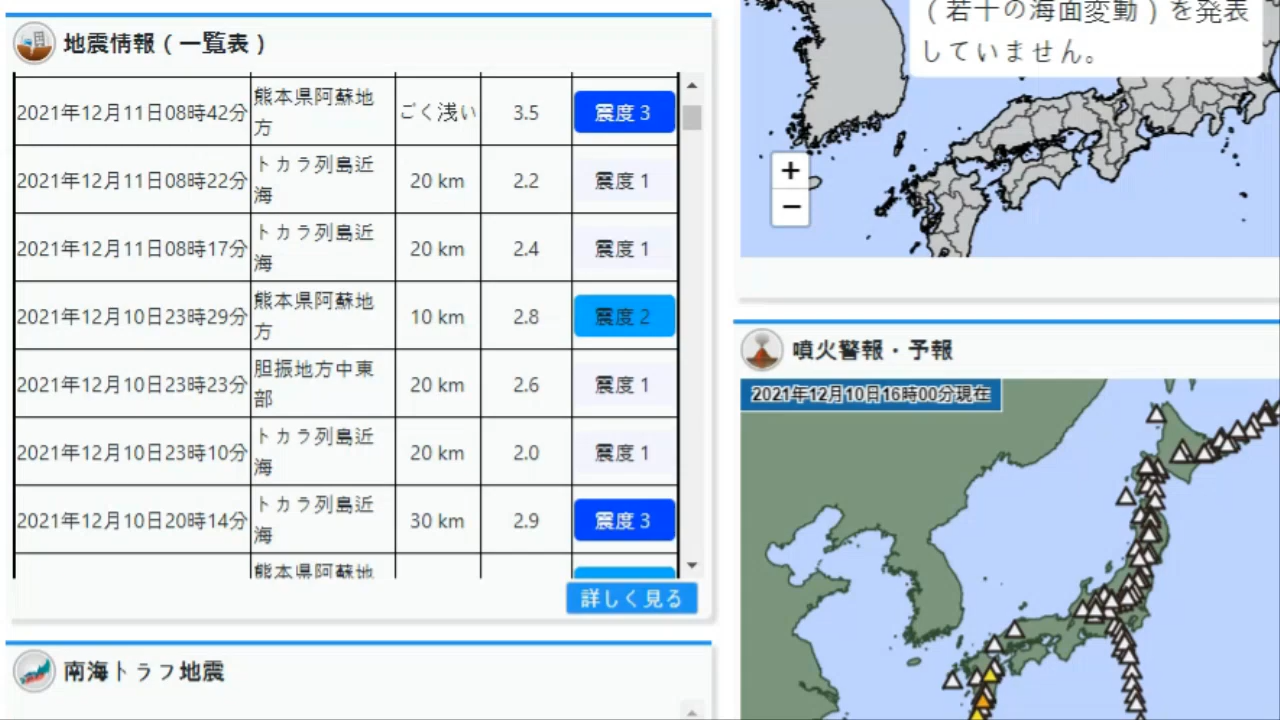 地震情報(一覧表)
2021年12月11日08時42分 熊本県阿蘇地方 ごく浅い 3.5 震度3
2021年12月11日08時22分 トカラ列島近海 20 km 2.2 震度1
2021年12月11日08時17分 トカラ列島近海 20 km 2.4 震度1
2021年12月10日23時29分 熊本県阿蘇地方 10 km 2.8 震度2
2021年12月10日23時23分 胆振地方中東部 20 km 2.6 震度1
2021年12月10日23時10分 トカラ列島近海 20 km 2.0 震度1
2021年12月10日20時14分 トカラ列島近海 30 km 2.9 震度3
熊本県阿蘇地
詳しく見る
南海トラフ地震
(若干の海面変動)を発表
していません。
+
−
噴火警報・予報
2021年12月10日16時00分現在